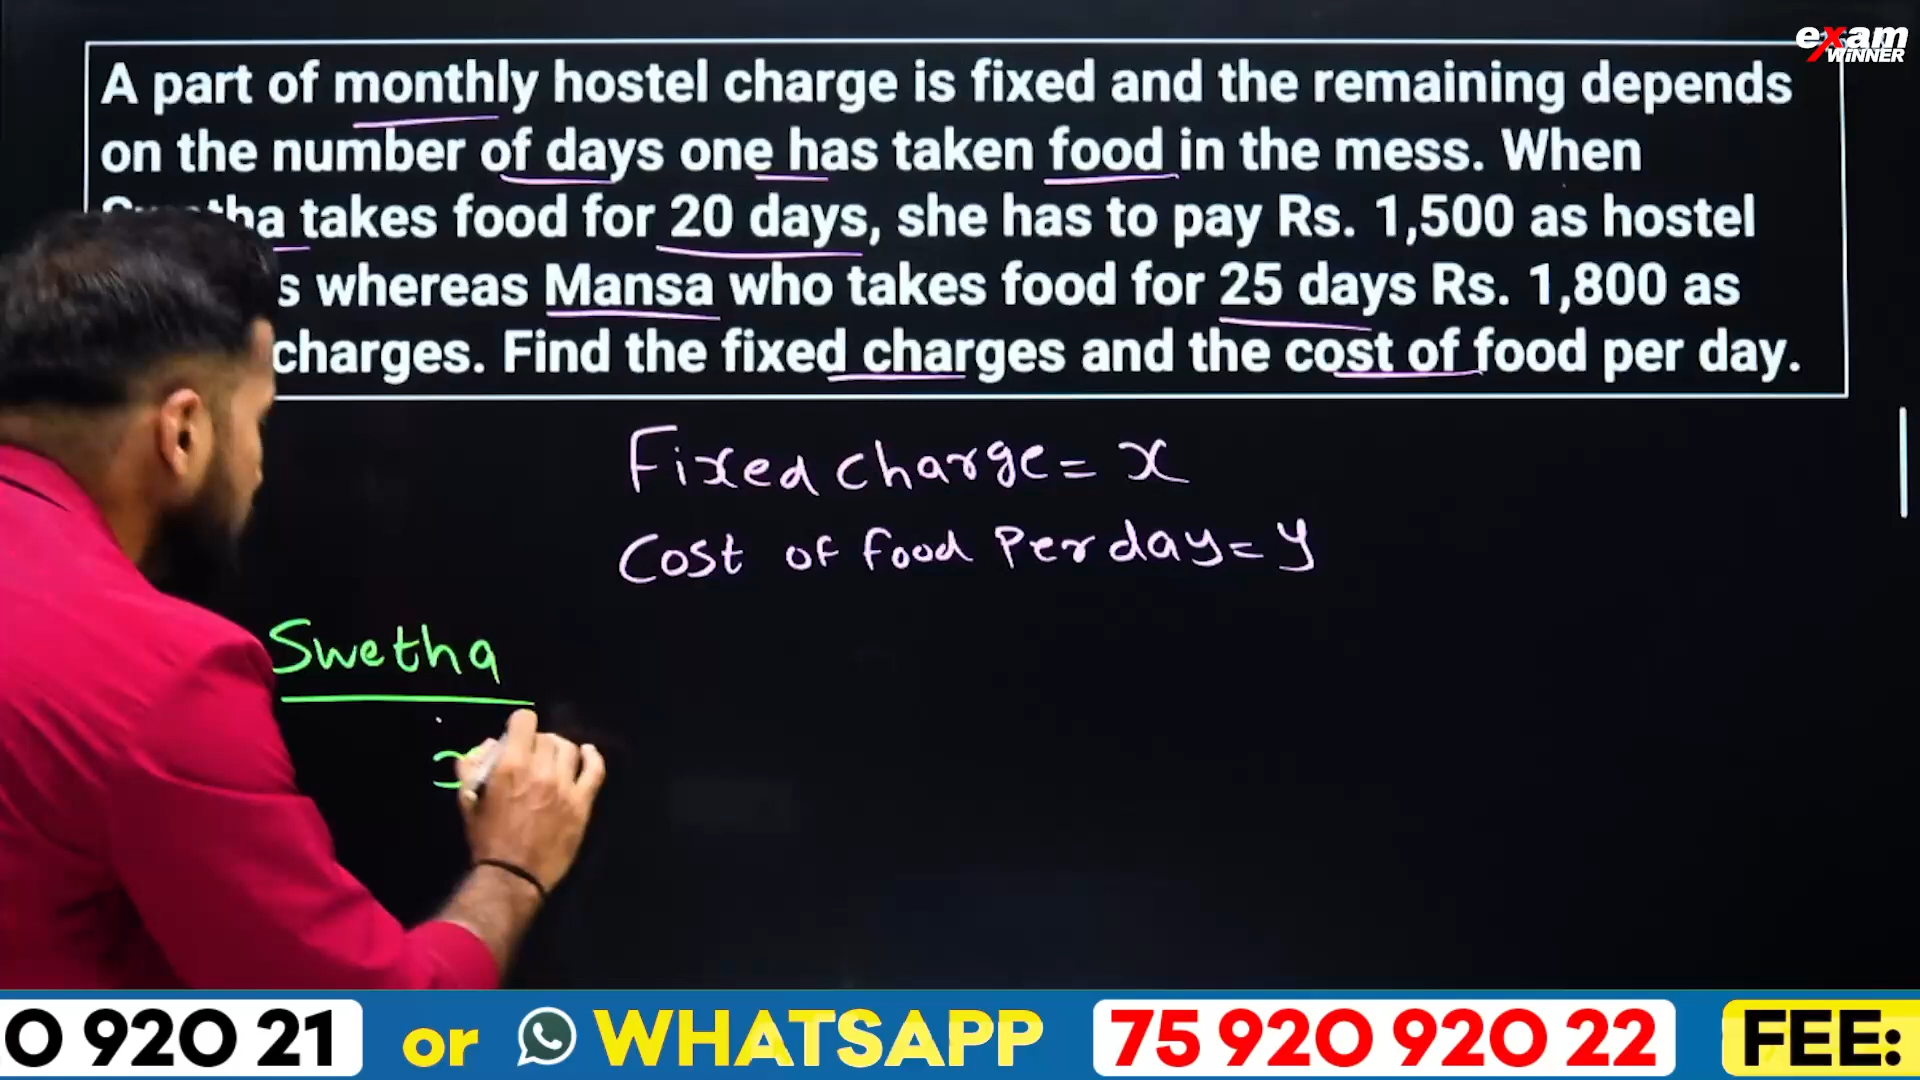 exam
WINNER
A part of monthly hostel charge is fixed and the remaining depends
on the number of days one has taken food in the mess. When
takes food for 20 days, she has to pay Rs. 1,500 as hostel
whereas Mansa who takes food for 25 days Rs. 1,800 as
charges. Find the fixed charges and the cost of food per day.
Fixed charge = x
Cost of food Per day = y
Swetha
0 920 21 or WHATSAPP 75 920 920 22 FEE: